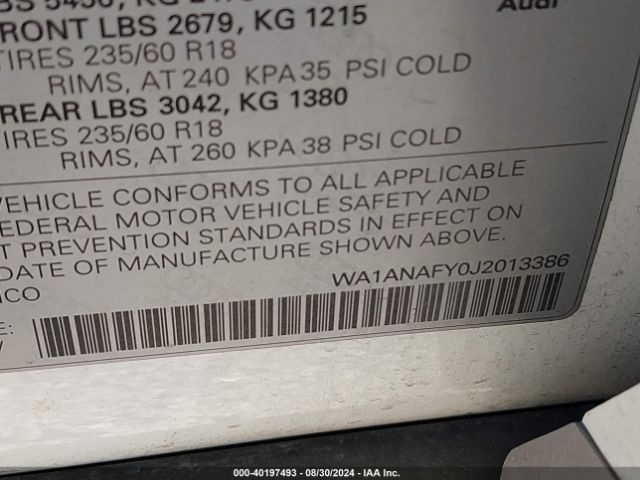 Audi
FRONT LBS 2679, KG 1215
TIRES 235/60 R18
RIMS, AT 240 KPA 35 PSI COLD
REAR LBS 3042, KG 1380
TIRES 235/60 R18
RIMS, AT 260 KPA 38 PSI COLD
VEHICLE CONFORMS TO ALL APPLICABLE
FEDERAL MOTOR VEHICLE SAFETY AND
T PREVENTION STANDARDS IN EFFECT ON
DATE OF MANUFACTURE SHOWN ABOVE.
ICO
WA1ANAFY0J2013386
E:
000-40197493 - 08/30/2024 - IAA Inc.